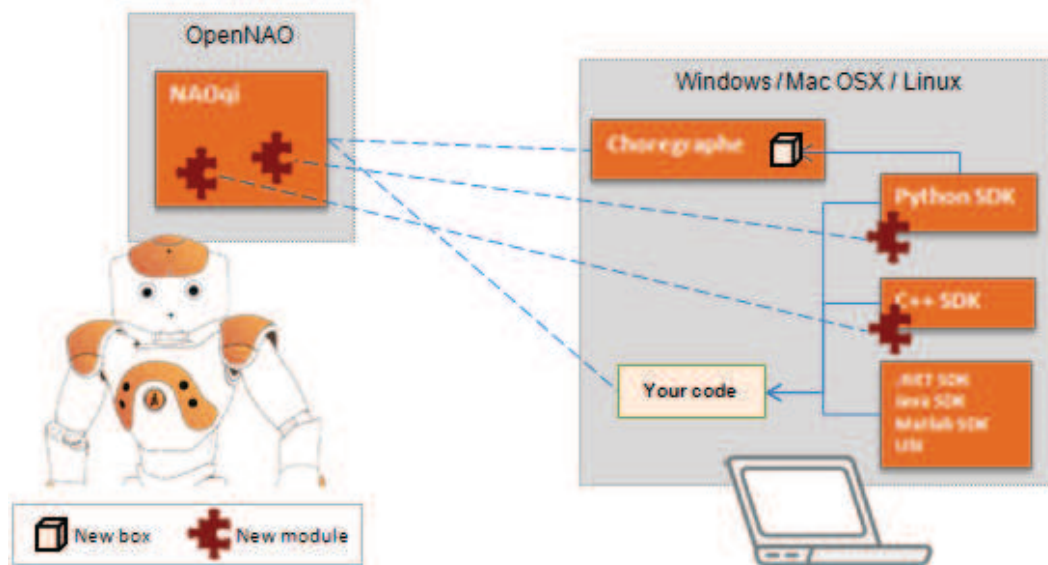 OpenNAO
NAOqi
Windows / Mac OSX / Linux
Choregraphe
Python SDK
C++ SDK
.NET SDK
Java SDK
Matlab SDK
Your code
New box
New module